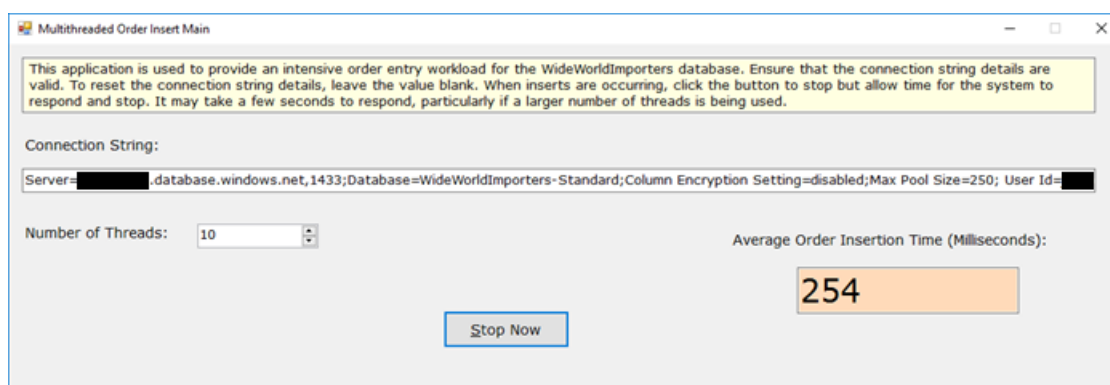 Multithreaded Order Insert Main
This application is used to provide an intensive order entry workload for the WideWorldImporters database. Ensure that the connection string details are
valid. To reset the connection string details, leave the value blank. When inserts are occurring, click the button to stop but allow time for the system to
respond and stop. It may take a few seconds to respond, particularly if a larger number of threads is being used.
Connection String:
Server= .database.windows.net,1433;Database=WideWorldImporters-Standard;Column Encryption Setting=disabled;Max Pool Size=250; User Id=
Number of Threads: 10
Average Order Insertion Time (Milliseconds):
254
Stop Now